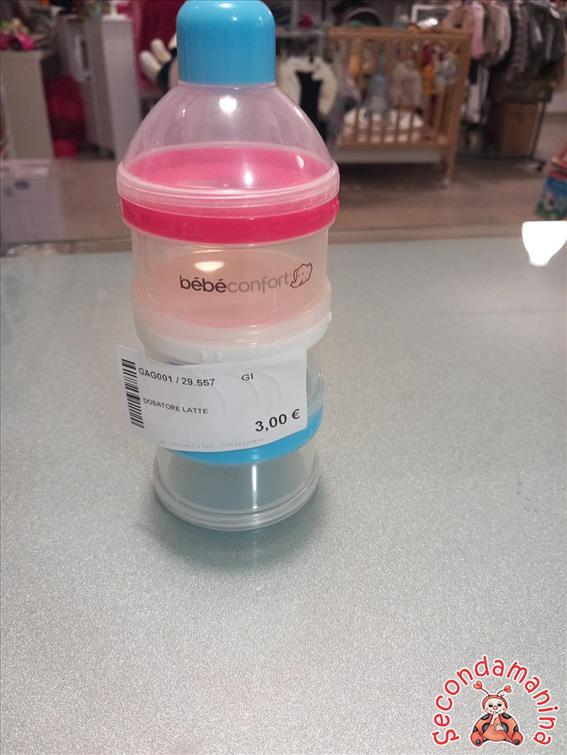 bébéconfort
GAG001 / 29.557 GI
DOSATORE LATTE
3,00 €
Secondamanina